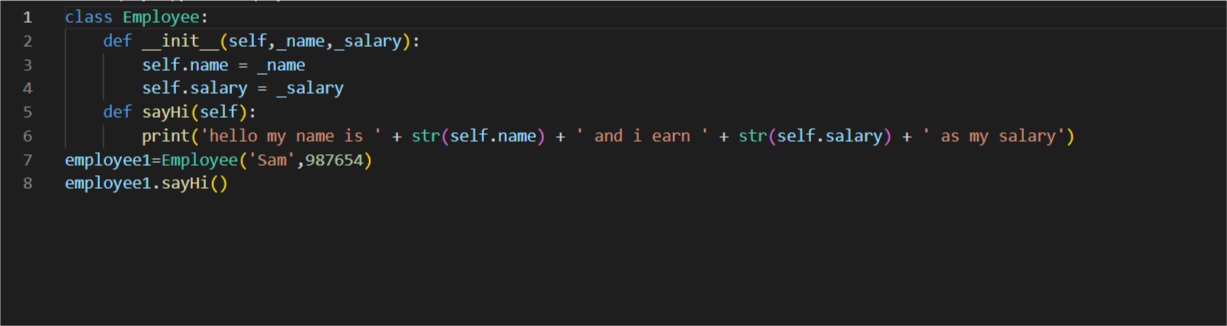 1 class Employee:
2     def __init__(self,_name,_salary):
3         self.name = _name
4         self.salary = _salary
5     def sayHi(self):
6         print('hello my name is ' + str(self.name) + ' and i earn ' + str(self.salary) + ' as my salary')
7 employee1=Employee('Sam',987654)
8 employee1.sayHi()